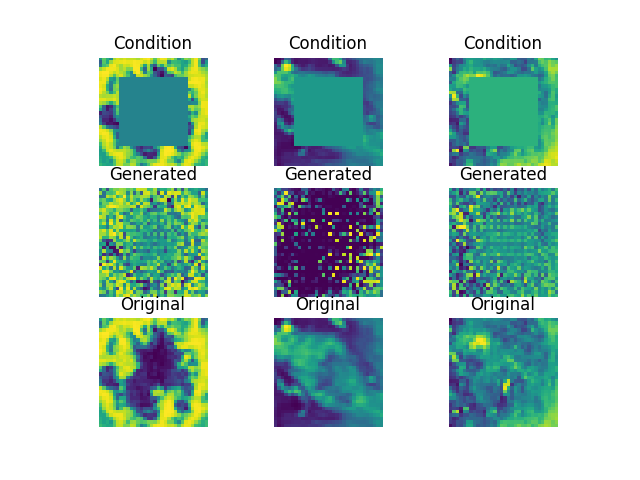 Condition Condition Condition
Generated Generated Generated
Original Original Original